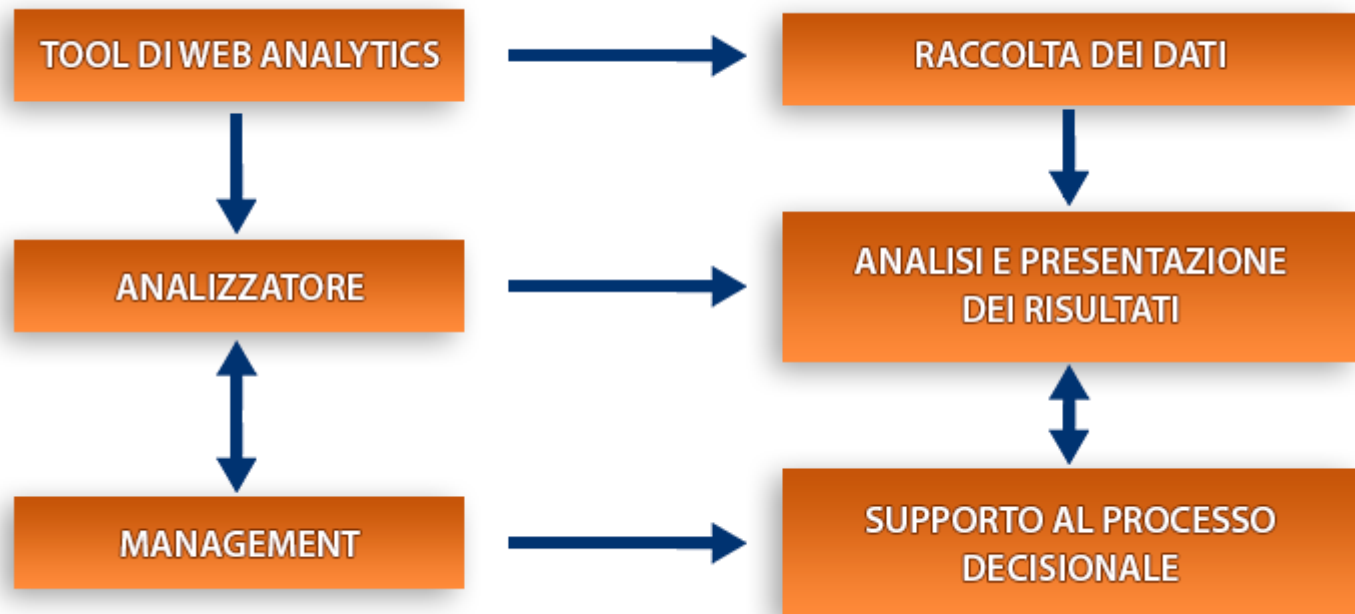 TOOL DI WEB ANALYTICS
RACCOLTA DEI DATI
ANALIZZATORE
ANALISI E PRESENTAZIONE
DEI RISULTATI
MANAGEMENT
SUPPORTO AL PROCESSO
DECISIONALE